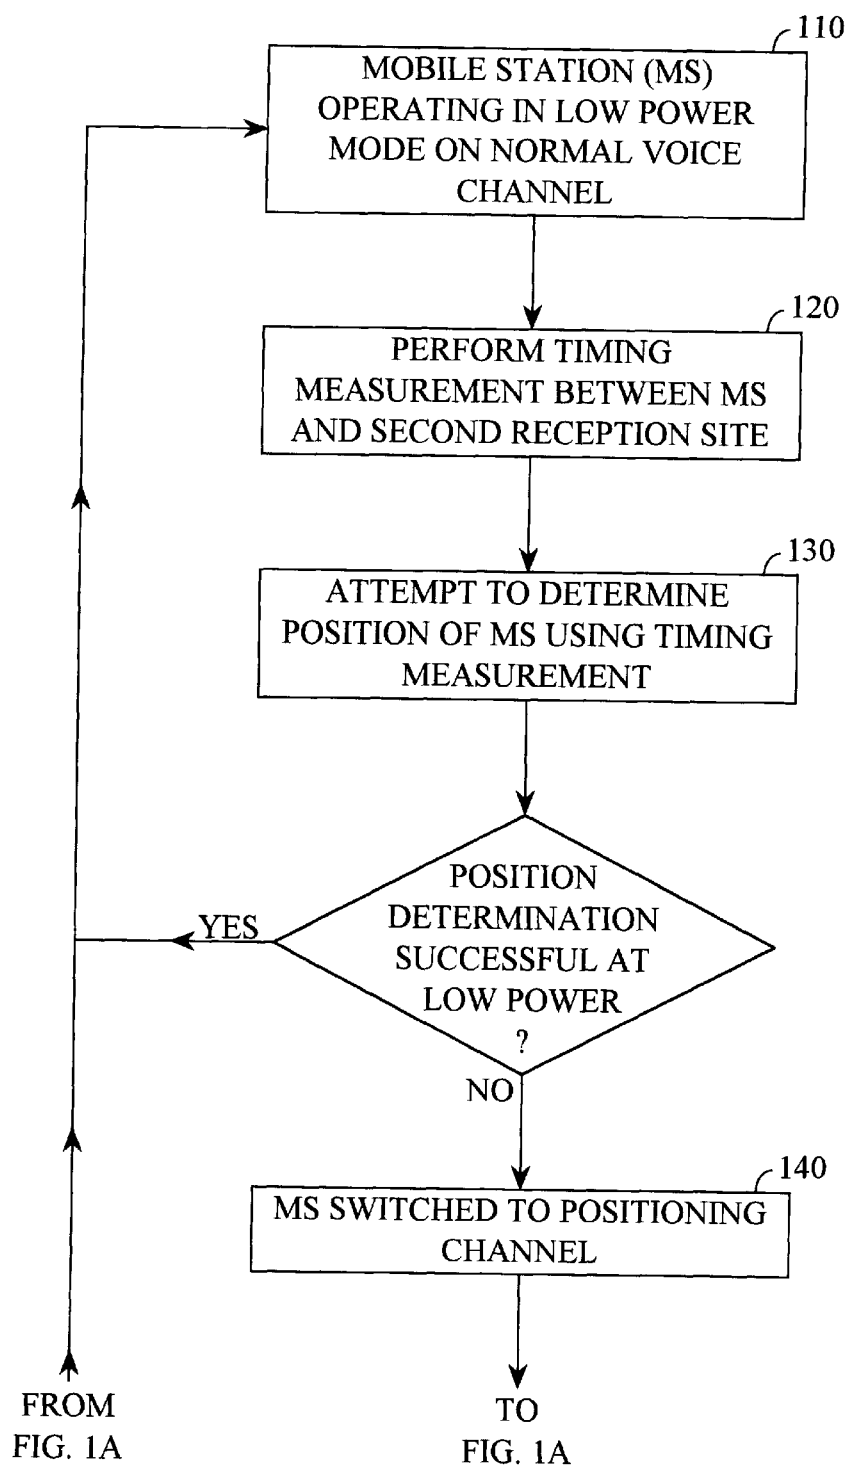 110
MOBILE STATION (MS)
OPERATING IN LOW POWER
MODE ON NORMAL VOICE
CHANNEL
120
PERFORM TIMING
MEASUREMENT BETWEEN MS
AND SECOND RECEPTION SITE
130
ATTEMPT TO DETERMINE
POSITION OF MS USING TIMING
MEASUREMENT
POSITION
DETERMINATION
SUCCESSFUL AT
LOW POWER
?
YES
NO
140
MS SWITCHED TO POSITIONING
CHANNEL
FROM
FIG. 1A
TO
FIG. 1A